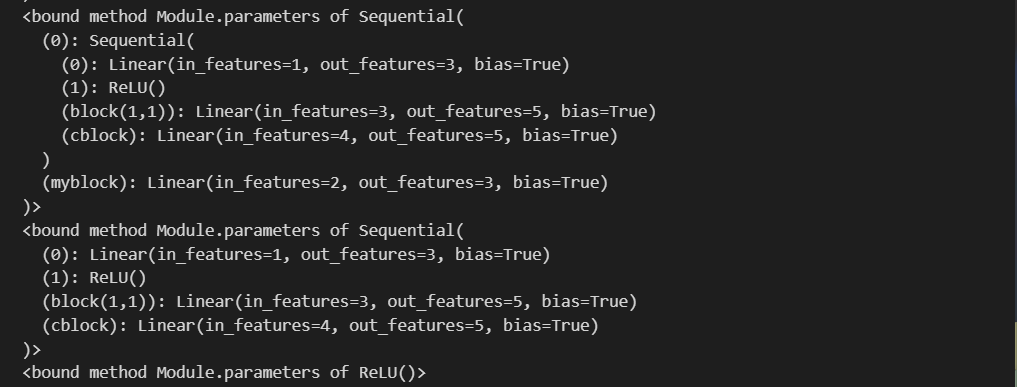 <bound method Module.parameters of Sequential(
  (0): Sequential(
    (0): Linear(in_features=1, out_features=3, bias=True)
    (1): ReLU()
    (block(1,1)): Linear(in_features=3, out_features=5, bias=True)
    (cblock): Linear(in_features=4, out_features=5, bias=True)
  )
  (myblock): Linear(in_features=2, out_features=3, bias=True)
)>
<bound method Module.parameters of Sequential(
  (0): Linear(in_features=1, out_features=3, bias=True)
  (1): ReLU()
  (block(1,1)): Linear(in_features=3, out_features=5, bias=True)
  (cblock): Linear(in_features=4, out_features=5, bias=True)
)>
<bound method Module.parameters of ReLU()>